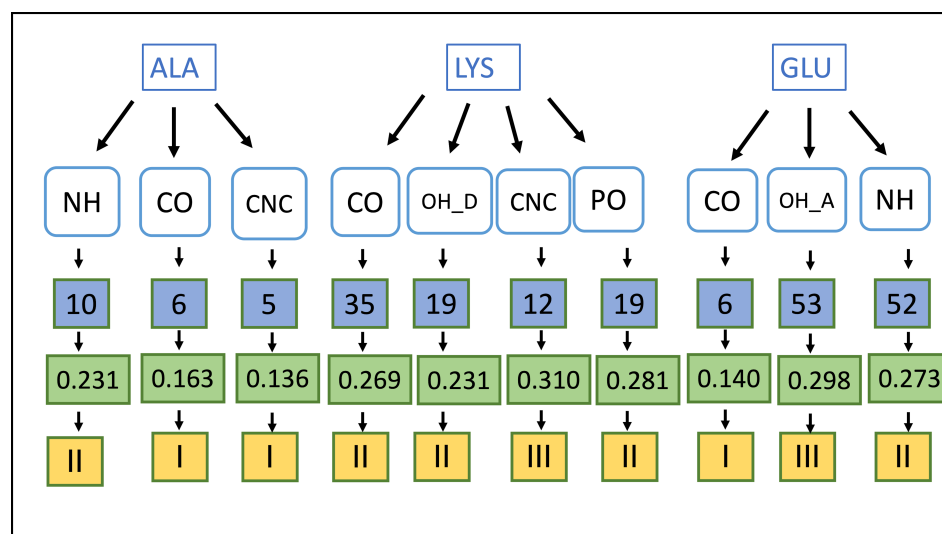 ALA LYS GLU
NH CO CNC CO OH_D CNC PO CO OH_A NH
10 6 5 35 19 12 19 6 53 52
0.231 0.163 0.136 0.269 0.231 0.310 0.281 0.140 0.298 0.273
II I I II II III II I III II